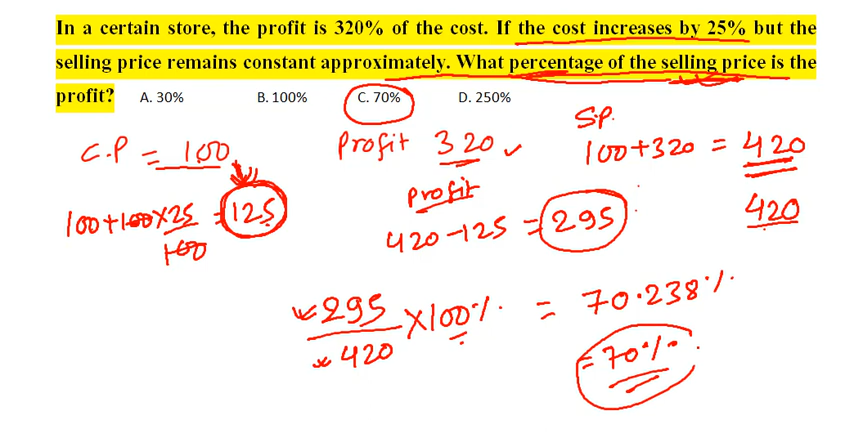 In a certain store, the profit is 320% of the cost. If the cost increases by 25% but the
selling price remains constant approximately. What percentage of the selling price is the
profit? A. 30% B. 100% C. 70% D. 250%
C.P = 100 Profit 320 S.P.
100+320 = 420
100+100×25/100 = 125 Profit 420
420-125 = 295
295/420 ×100% = 70.238%
= 70%